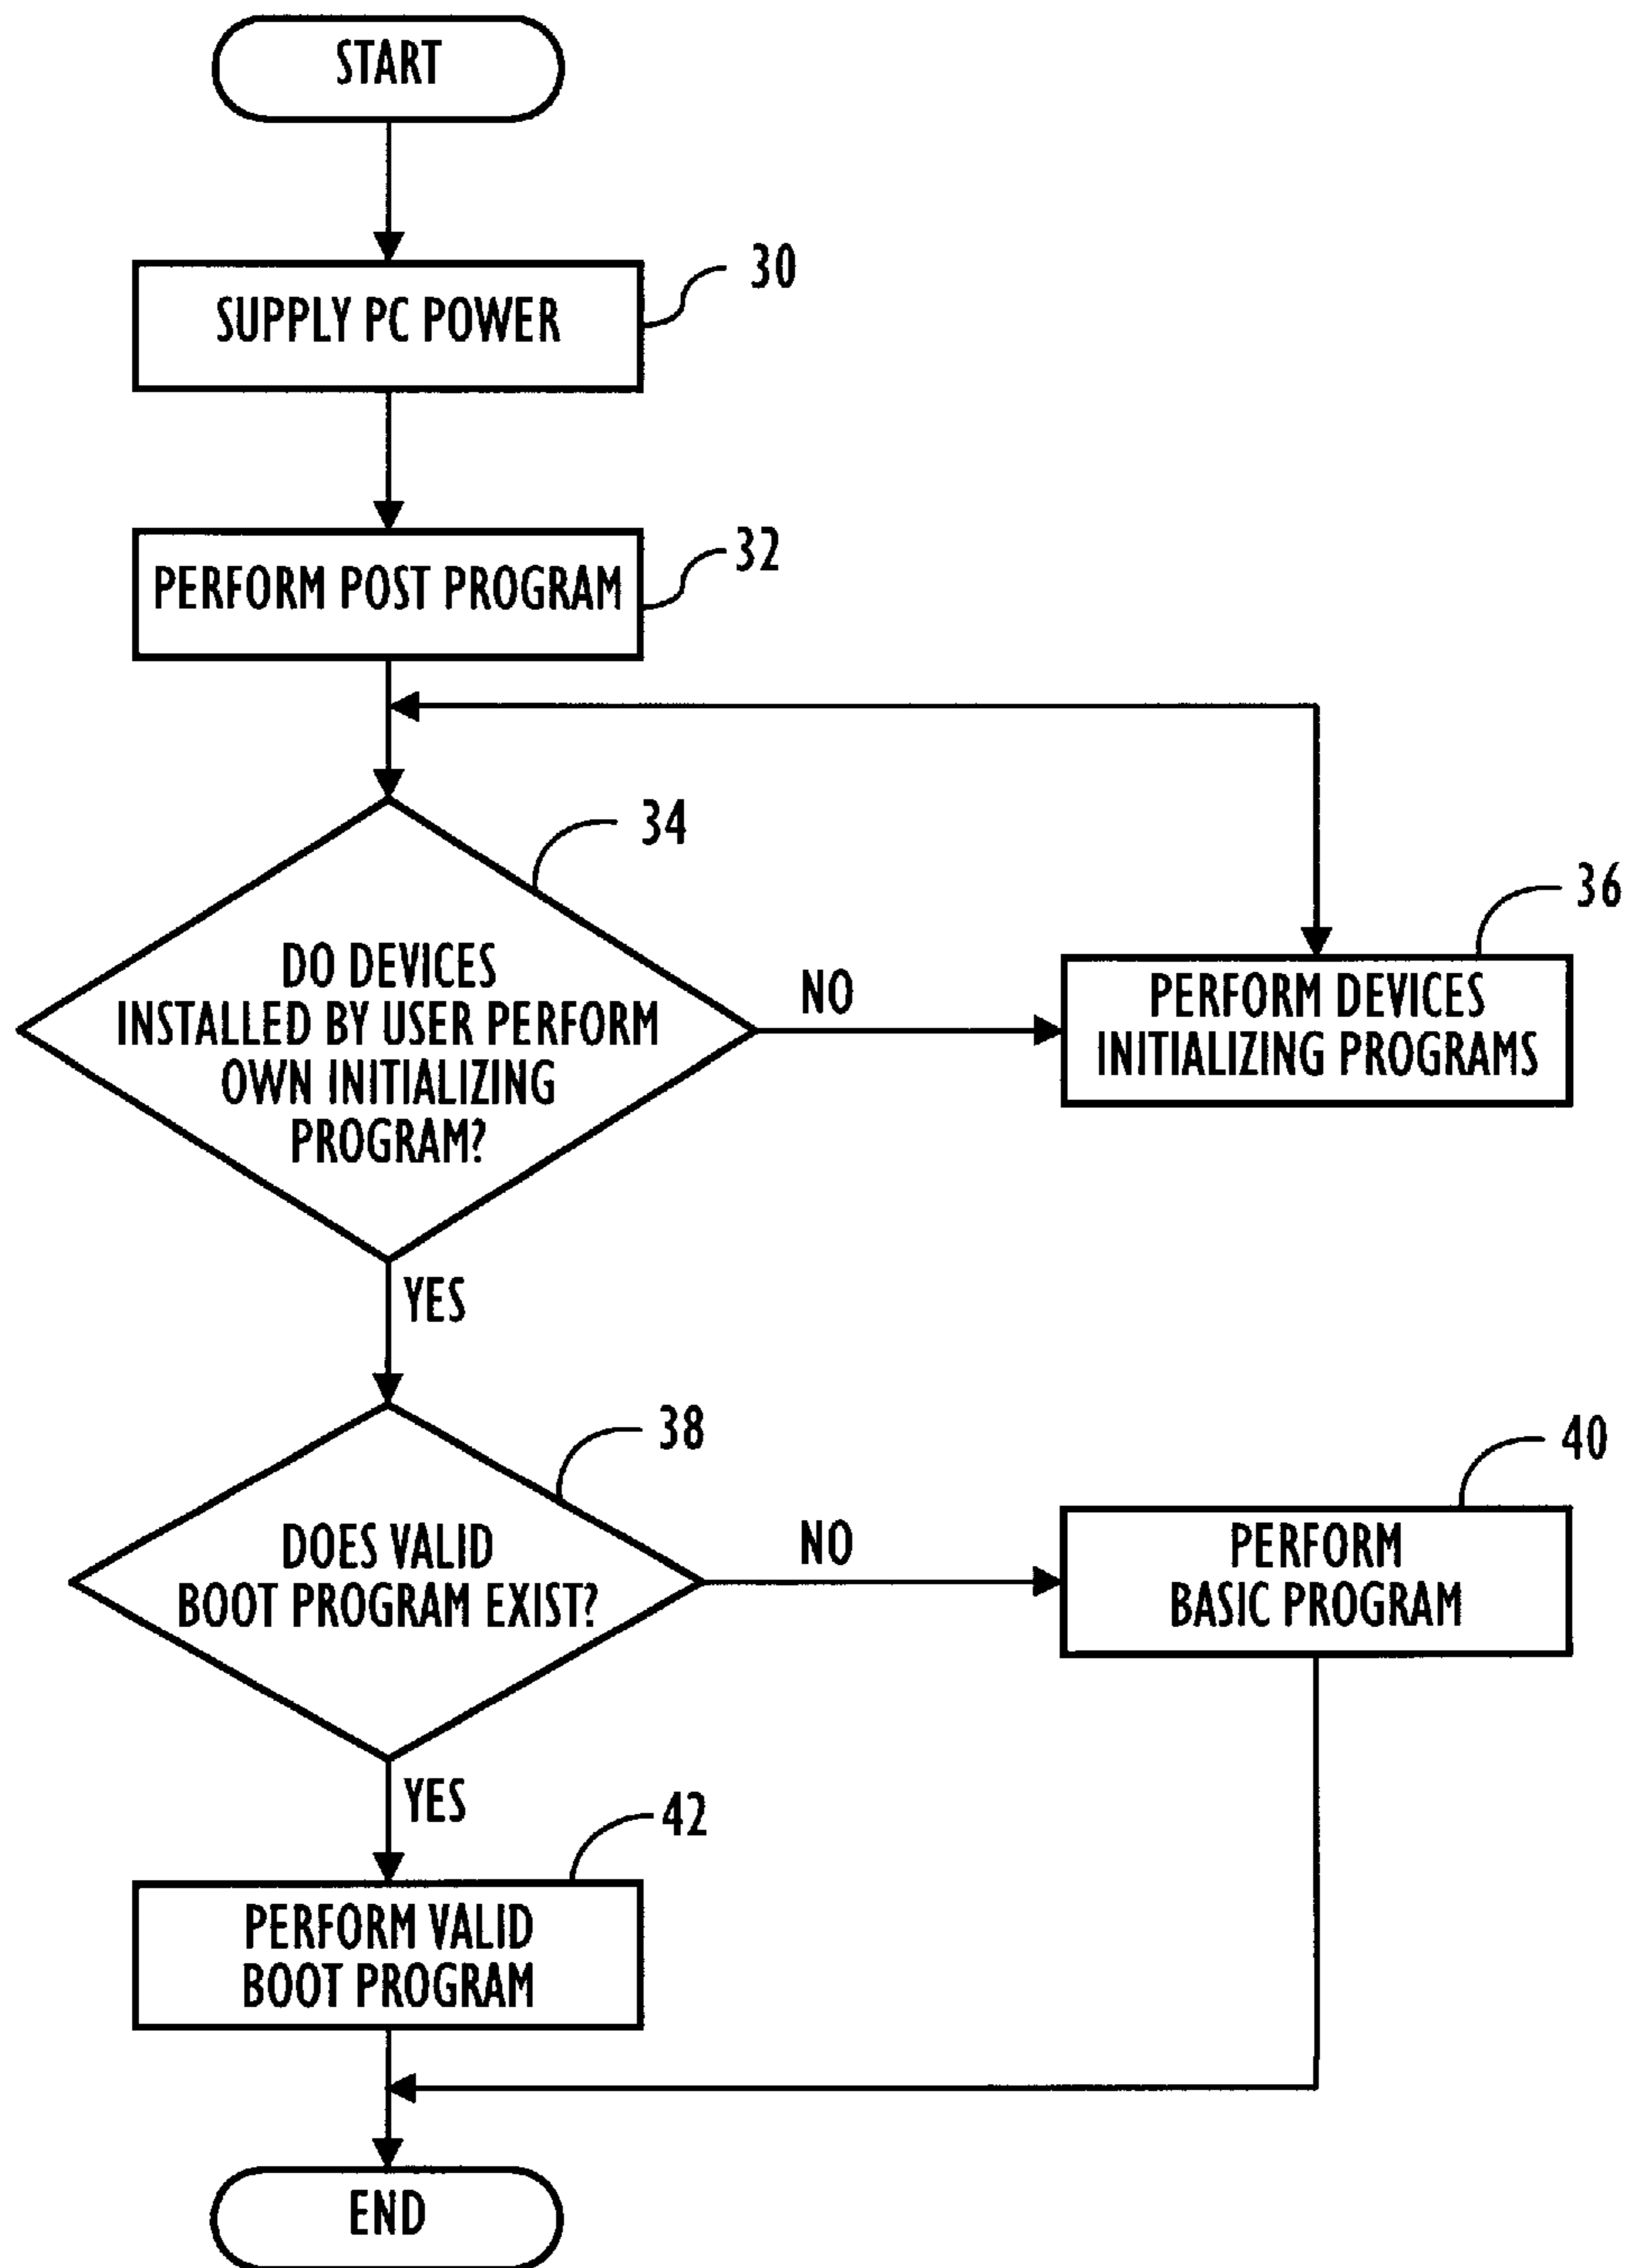 START
SUPPLY PC POWER
30
PERFORM POST PROGRAM
32
34
DO DEVICES
INSTALLED BY USER PERFORM
OWN INITIALIZING
PROGRAM?
NO
36
PERFORM DEVICES
INITIALIZING PROGRAMS
YES
38
DOES VALID
BOOT PROGRAM EXIST?
NO
40
PERFORM
BASIC PROGRAM
YES
42
PERFORM VALID
BOOT PROGRAM
END